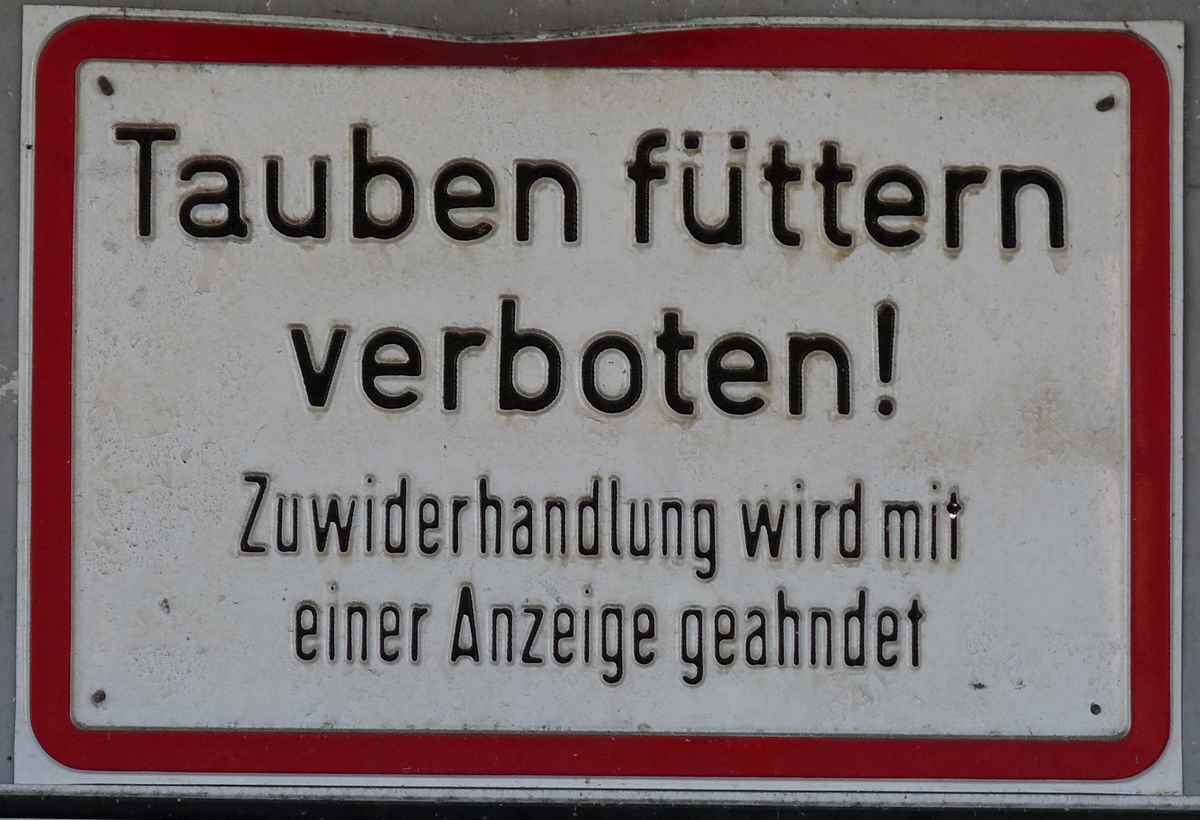 Tauben füttern
verboten!
Zuwiderhandlung wird mit
einer Anzeige geahndet